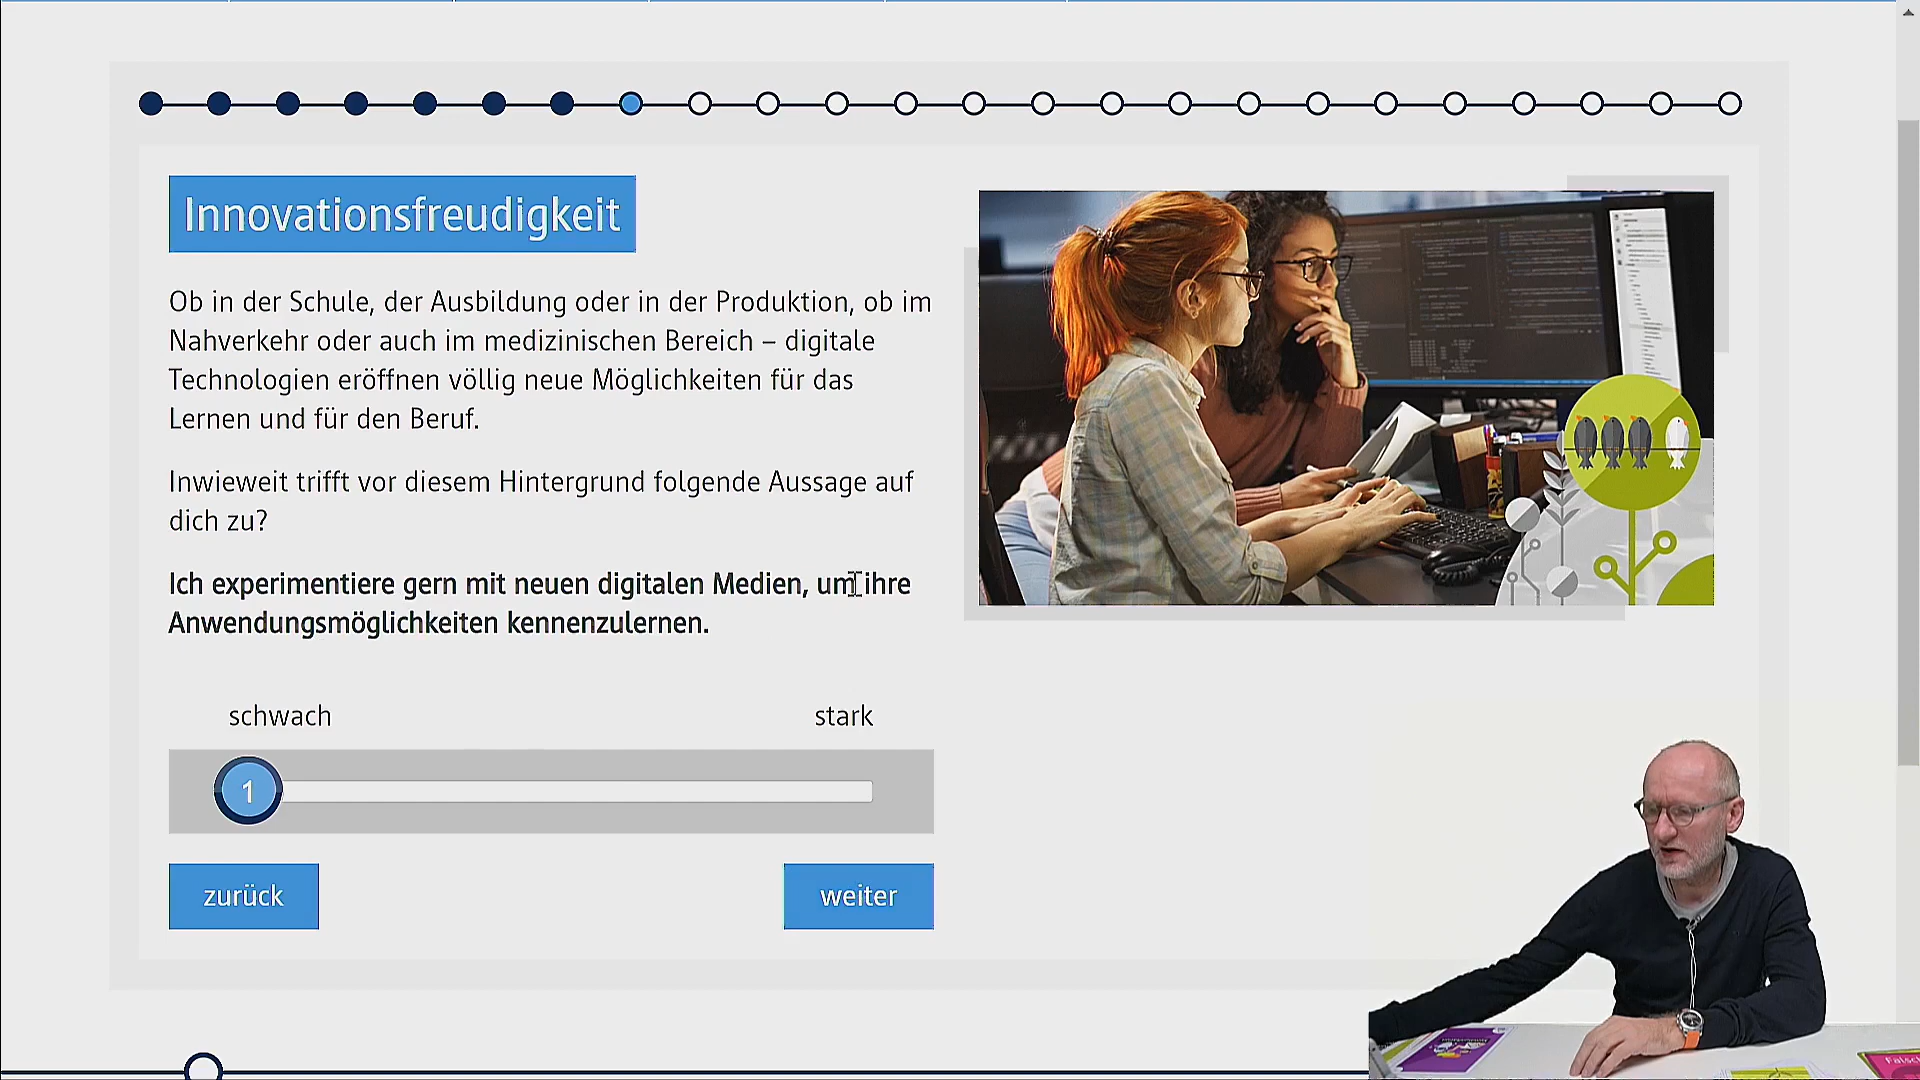 Innovationsfreudigkeit
Ob in der Schule, der Ausbildung oder in der Produktion, ob im
Nahverkehr oder auch im medizinischen Bereich – digitale
Technologien eröffnen völlig neue Möglichkeiten für das
Lernen und für den Beruf.
Inwieweit trifft vor diesem Hintergrund folgende Aussage auf
dich zu?
Ich experimentiere gern mit neuen digitalen Medien, um ihre
Anwendungsmöglichkeiten kennenzulernen.
schwach
stark
1
zurück
weiter